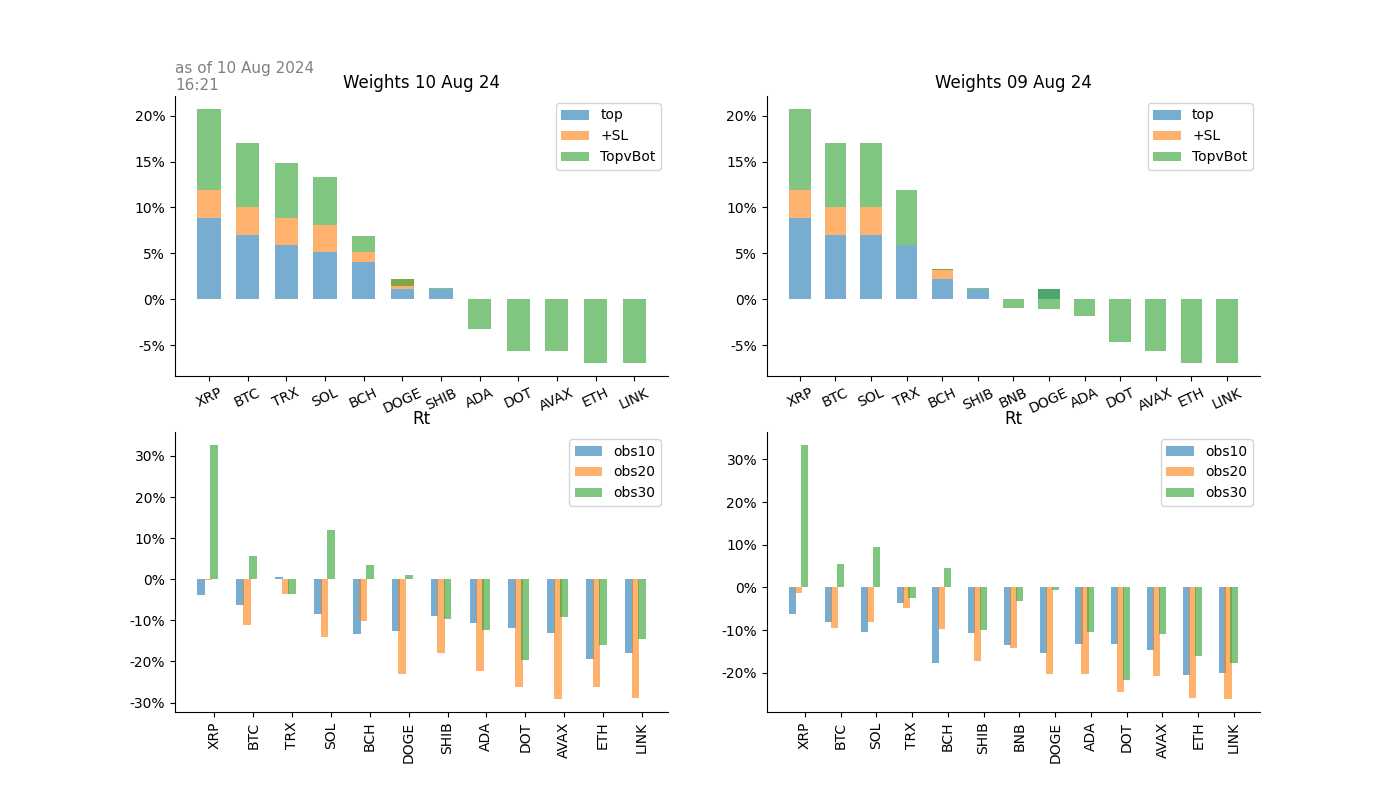 as of 10 Aug 2024
16:21
Weights 10 Aug 24
20%
15%
10%
5%
0%
-5%
top
+SL
TopvBot
XRP BTC TRX SOL BCH DOGE SHIB ADA DOT AVAX ETH LINK
Weights 09 Aug 24
20%
15%
10%
5%
0%
-5%
top
+SL
TopvBot
XRP BTC SOL TRX BCH SHIB BNB DOGE ADA DOT AVAX ETH LINK
Rt
30%
20%
10%
0%
-10%
-20%
-30%
obs10
obs20
obs30
XRP BTC TRX SOL BCH DOGE SHIB ADA DOT AVAX ETH LINK
Rt
30%
20%
10%
0%
-10%
-20%
obs10
obs20
obs30
XRP BTC SOL TRX BCH SHIB BNB DOGE ADA DOT AVAX ETH LINK